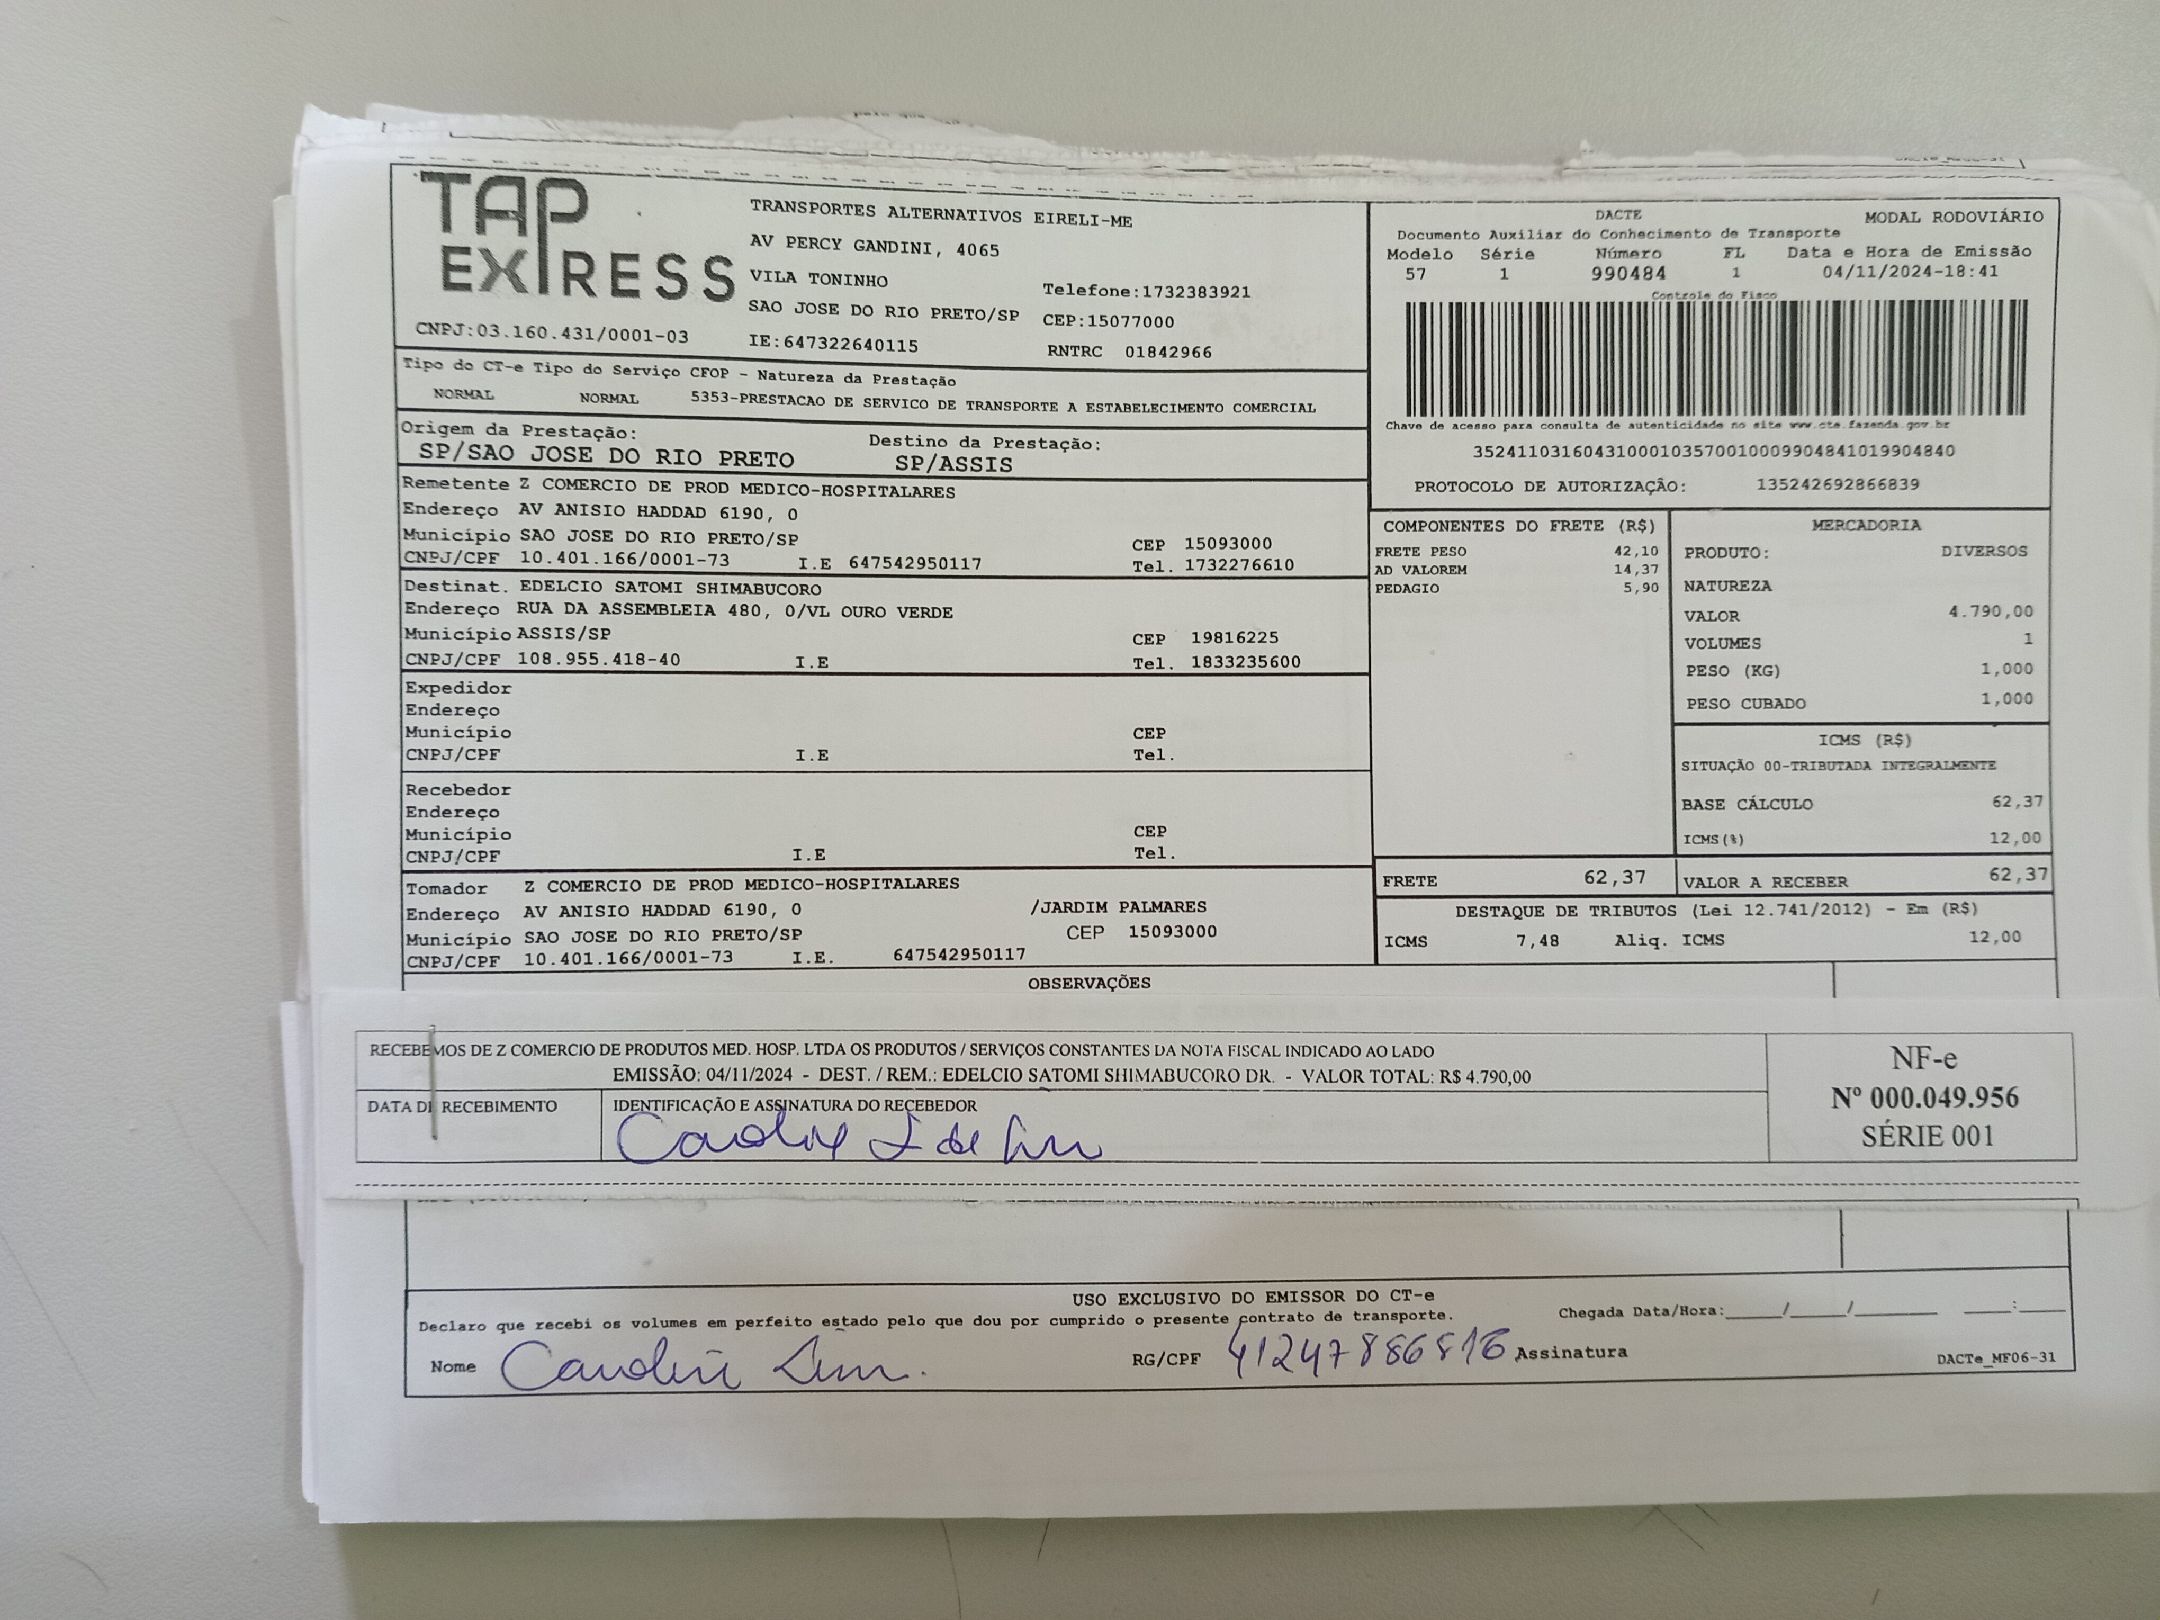 TAP
EXPRESS
CNPJ:03.160.431/0001-03
TRANSPORTES ALTERNATIVOS EIRELI-ME
AV PERCY GANDINI, 4065
VILA TONINHO
Telefone:1732383921
SAO JOSE DO RIO PRETO/SP CEP:15077000
IE:647322640115 RNTRC 01842966
DACTE MODAL RODOVIÁRIO
Documento Auxiliar do Conhecimento de Transporte
Modelo Série Número FL Data e Hora de Emissão
57 1 990484 1 04/11/2024-18:41
Controle do Fisco
Chave de acesso para consulta de autenticidade no site www.cte.fazenda.gov.br
35241103160431000103570010009904841019904840
PROTOCOLO DE AUTORIZAÇÂO: 135242692866839
Tipo do CT-e Tipo do Serviço CFOP - Natureza da Prestação
NORMAL NORMAL 5353-PRESTACAO DE SERVICO DE TRANSPORTE A ESTABELECIMENTO COMERCIAL
Origem da Prestação: Destino da Prestação:
SP/SAO JOSE DO RIO PRETO SP/ASSIS
Remetente Z COMERCIO DE PROD MEDICO-HOSPITALARES
Endereço AV ANISIO HADDAD 6190, 0
Município SAO JOSE DO RIO PRETO/SP CEP 15093000
CNPJ/CPF 10.401.166/0001-73 I.E 647542950117 Tel. 1732276610
Destinat. EDELCIO SATOMI SHIMABUCORO
Endereço RUA DA ASSEMBLEIA 480, 0/VL OURO VERDE
Município ASSIS/SP CEP 19816225
CNPJ/CPF 108.955.418-40 I.E Tel. 1833235600
Expedidor
Endereço
Município CEP
CNPJ/CPF I.E Tel.
Recebedor
Endereço
Município CEP
CNPJ/CPF I.E Tel.
Tomador Z COMERCIO DE PROD MEDICO-HOSPITALARES
Endereço AV ANISIO HADDAD 6190, 0 /JARDIM PALMARES
Município SAO JOSE DO RIO PRETO/SP CEP 15093000
CNPJ/CPF 10.401.166/0001-73 I.E. 647542950117
COMPONENTES DO FRETE (R$)
FRETE PESO 42,10
AD VALOREM 14,37
PEDAGIO 5,90
MERCADORIA
PRODUTO: DIVERSOS
NATUREZA
VALOR 4.790,00
VOLUMES 1
PESO (KG) 1,000
PESO CUBADO 1,000
ICMS (R$)
SITUAÇÃO 00-TRIBUTADA INTEGRALMENTE
BASE CÁLCULO 62,37
ICMS(%) 12,00
FRETE 62,37 VALOR A RECEBER 62,37
DESTAQUE DE TRIBUTOS (Lei 12.741/2012) - Em (R$)
ICMS 7,48 Aliq. ICMS 12,00
OBSERVAÇÕES
RECEBEMOS DE Z COMERCIO DE PRODUTOS MED. HOSP. LTDA OS PRODUTOS / SERVIÇOS CONSTANTES DA NOTA FISCAL INDICADO AO LADO
EMISSÃO: 04/11/2024 - DEST. / REM.: EDELCIO SATOMI SHIMABUCORO DR. - VALOR TOTAL: R$ 4.790,00
DATA DE RECEBIMENTO IDENTIFICAÇÃO E ASSINATURA DO RECEBEDOR
NF-e
Nº 000.049.956
SÉRIE 001
USO EXCLUSIVO DO EMISSOR DO CT-e
Declaro que recebi os volumes em perfeito estado pelo que dou por cumprido o presente contrato de transporte. Chegada Data/Hora:____/____/______ ____:____
Nome RG/CPF 41247886816 Assinatura DACTe_MF06-31